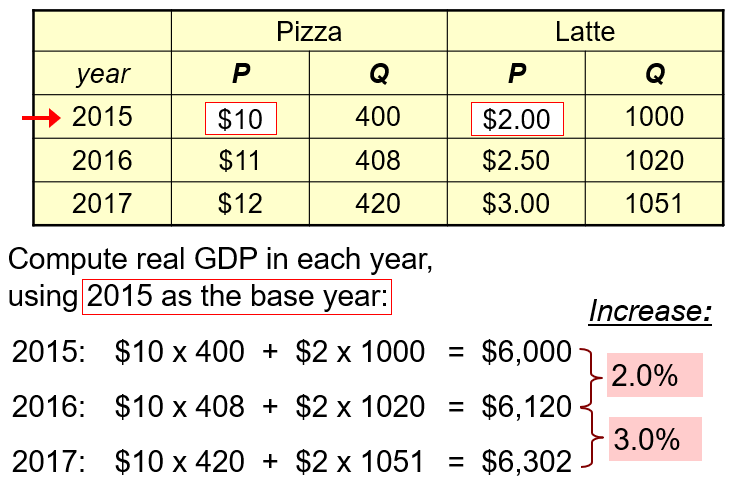 Pizza Latte
year P Q P Q
2015 $10 400 $2.00 1000
2016 $11 408 $2.50 1020
2017 $12 420 $3.00 1051
Compute real GDP in each year,
using 2015 as the base year:
Increase:
2015: $10 x 400 + $2 x 1000 = $6,000
2.0%
2016: $10 x 408 + $2 x 1020 = $6,120
3.0%
2017: $10 x 420 + $2 x 1051 = $6,302